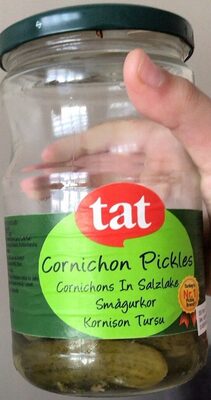 tat
Cornichon Pickles
Cornichons In Salzlake
Smågurkor
Kornison Tursu